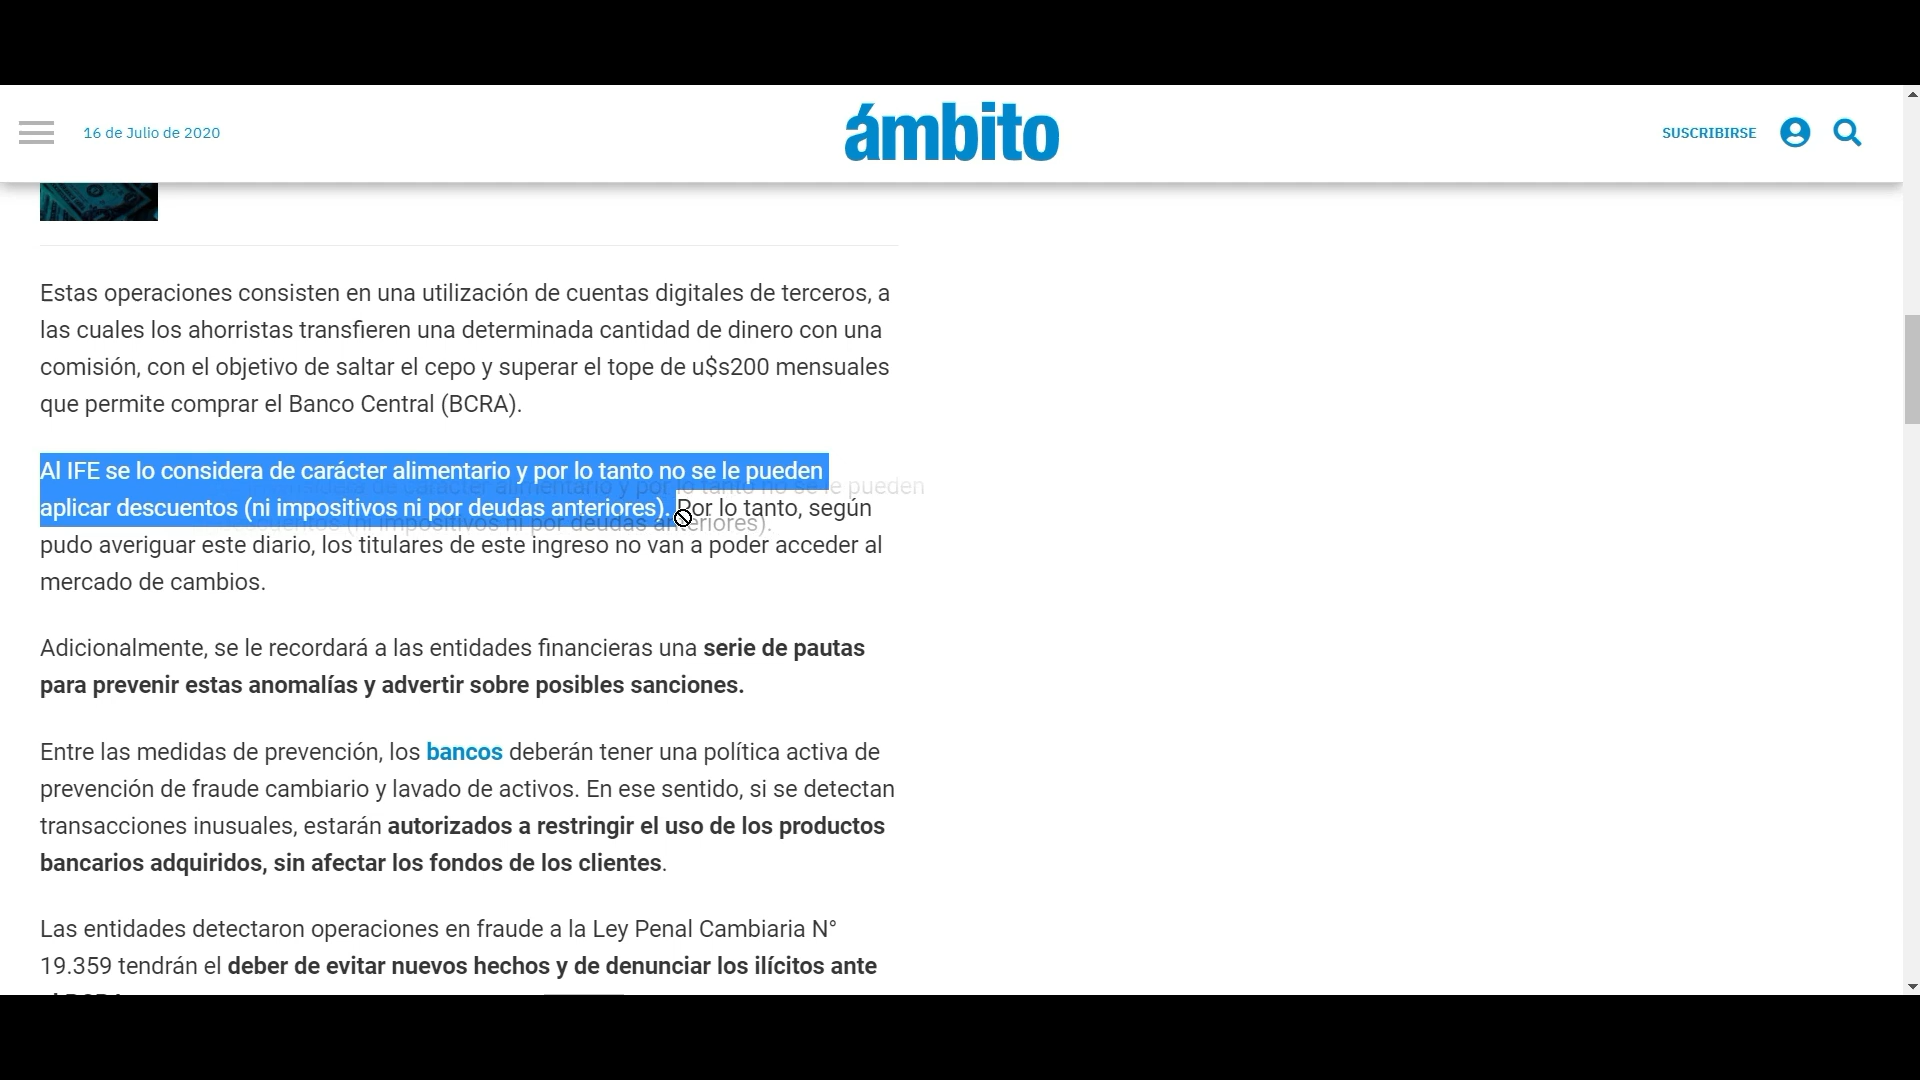 16 de Julio de 2020
ámbito
SUSCRIBIRSE
Estas operaciones consisten en una utilización de cuentas digitales de terceros, a
las cuales los ahorristas transfieren una determinada cantidad de dinero con una
comisión, con el objetivo de saltar el cepo y superar el tope de u$s200 mensuales
que permite comprar el Banco Central (BCRA).
Al IFE se lo considera de carácter alimentario y por lo tanto no se le pueden
aplicar descuentos (ni impositivos ni por deudas anteriores). Por lo tanto, según
pudo averiguar este diario, los titulares de este ingreso no van a poder acceder al
mercado de cambios.
Adicionalmente, se le recordará a las entidades financieras una serie de pautas
para prevenir estas anomalías y advertir sobre posibles sanciones.
Entre las medidas de prevención, los bancos deberán tener una política activa de
prevención de fraude cambiario y lavado de activos. En ese sentido, si se detectan
transacciones inusuales, estarán autorizados a restringir el uso de los productos
bancarios adquiridos, sin afectar los fondos de los clientes.
Las entidades detectaron operaciones en fraude a la Ley Penal Cambiaria N°
19.359 tendrán el deber de evitar nuevos hechos y de denunciar los ilícitos ante